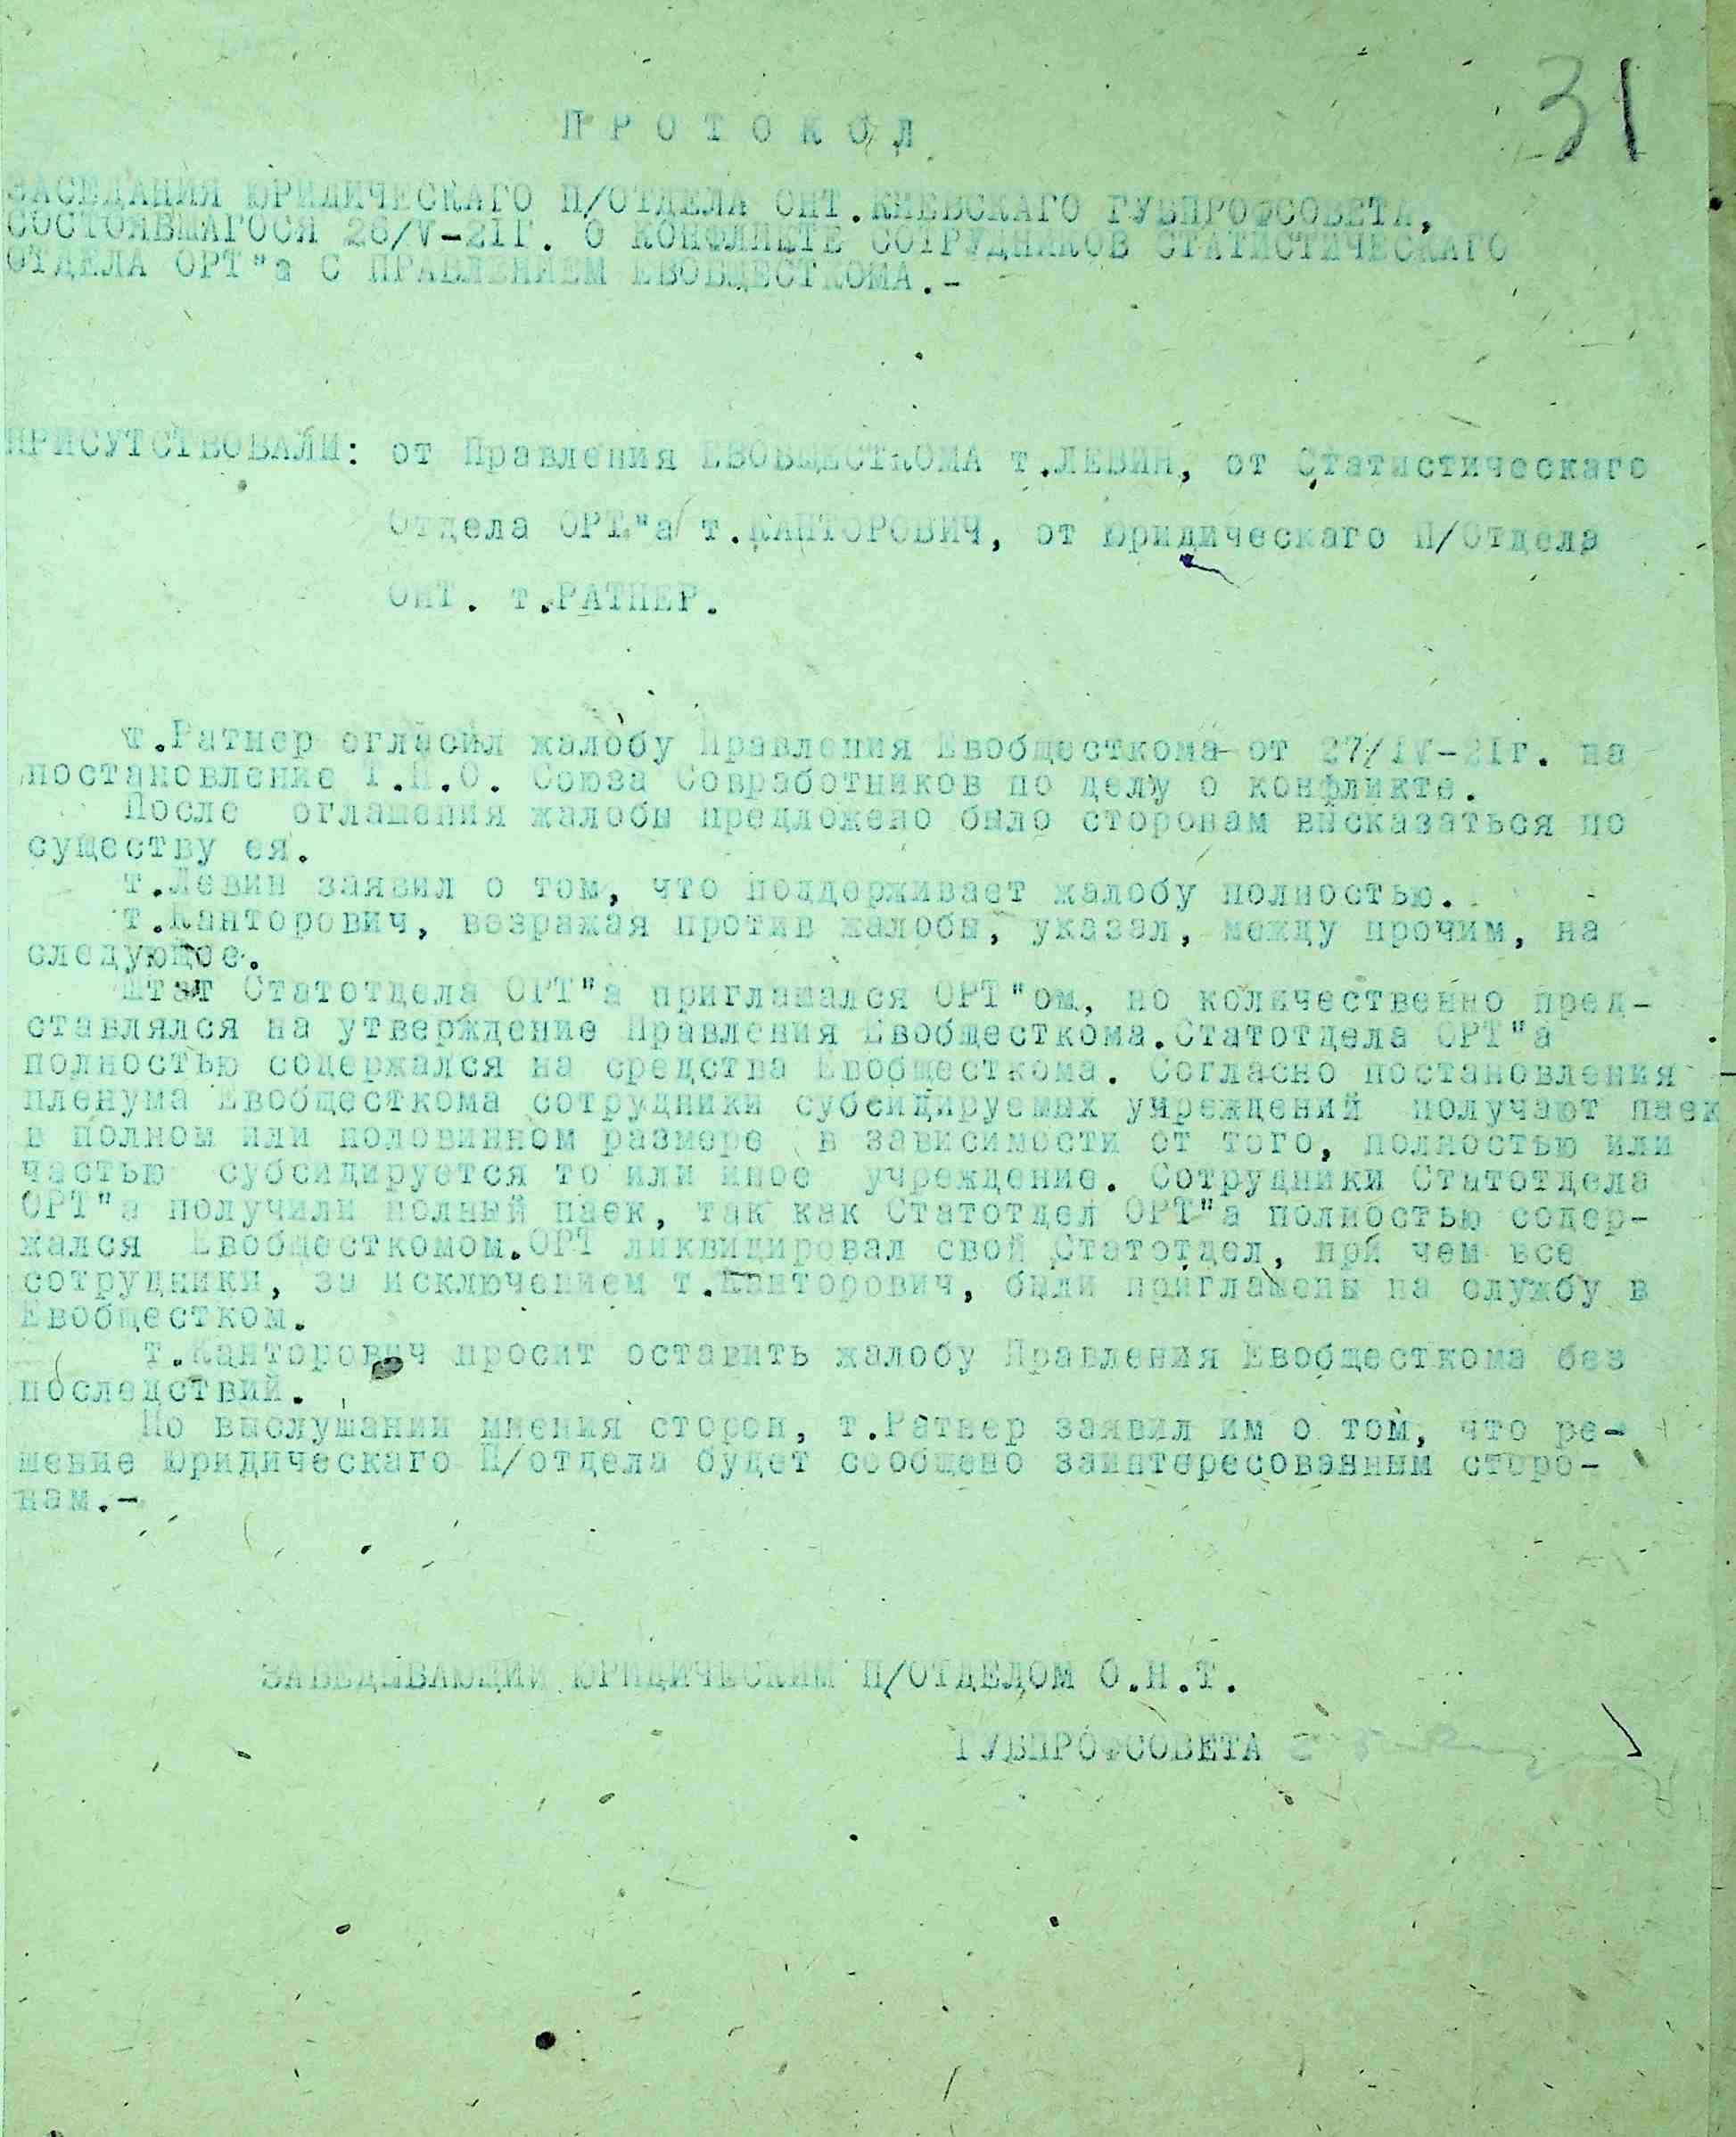 31
П Р О Т О К О Л
ЗАСЕДАНИЯ ЮРИДИЧЕСКАГО П/ОТДЕЛА ОНТ.КИЕВСКАГО ГУБПРОФСОВЕТА,
СОСТОЯВШАГОСЯ 26/V-21Г. О КОНФЛИКТЕ СОТРУДНИКОВ СТАТИСТИЧЕСКАГО
ОТДЕЛА ОРТ"а С ПРАВЛЕНИЕМ ЕВОБЩЕСТКОМА.-
ПРИСУТСТВОВАЛИ: от Правления ЕВОБЩЕСТКОМА т.ЛЕВИН, от Статистическаго
Отдела ОРТ"а т.КАНТОРОВИЧ, от Юридическаго П/Отдела
ОНТ. т.РАТНЕР.
т.Ратнер огласил жалобу Правления Евобщесткома от 27/IV-21г. на
постановление Совработников по делу о конфликте.
После оглашения жалобы предложено было сторонам высказаться по
существу ея.
т.Левин заявил о том, что поддерживает жалобу полностью.
т.Канторович, возражая против жалобы, указал, между прочим, на
следующее.
Штат Статотдела ОРТ"а приглашался ОРТ"ом, но количественно пред-
ставлялся на утверждение Правления Евобщесткома.Статотдела ОРТ"а
полностью содержался на средства Евобщесткома. Согласно постановления
пленума Евобщесткома сотрудники субсидируемых учреждений получают паек
в полном или половинном размере в зависимости от того, полностью или
частью субсидируется то или иное учреждение. Сотрудники Статотдела
ОРТ"а получили полный паек, так как Статотдел ОРТ"а полностью содер-
жался Евобщесткомом.ОРТ ликвидировал свой Статотдел, при чем все
сотрудники, за исключением т.Канторович, были приглашены на службу в
Евобщестком.
т.Канторович просит оставить жалобу Правления Евобщесткома без
последствий.
По выслушании мнения сторон, т.Ратнер заявил им о том, что ре-
шение Юридическаго П/отдела будет сообщено заинтересованным сторо-
нам.-
ЗАВЕДЫВАЮЩИЙ ЮРИДИЧЕСКИМ П/ОТДЕЛОМ О.Н.Т.
ГУБПРОФСОВЕТА